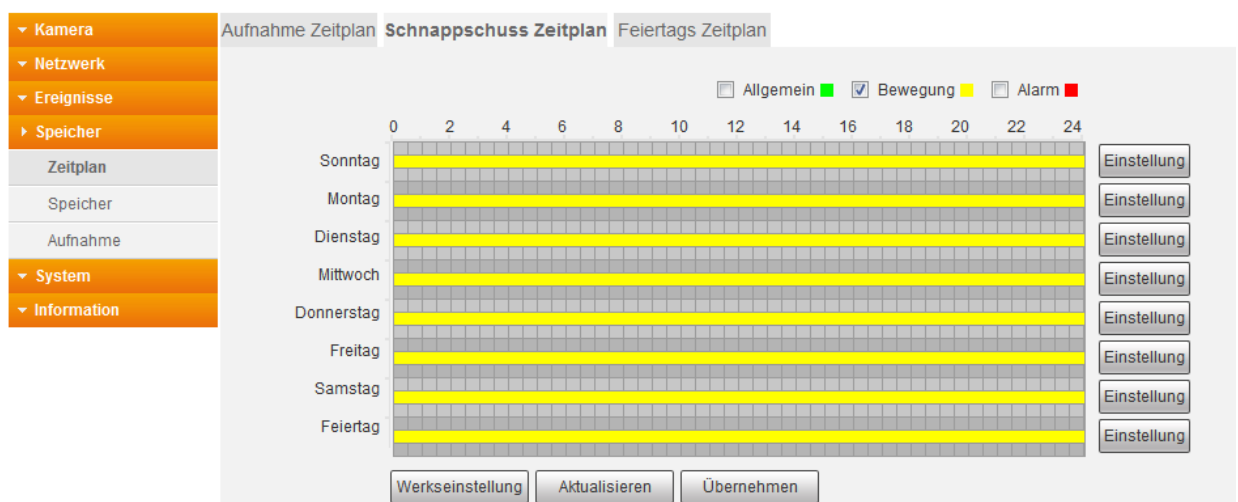 Kamera
Netzwerk
Ereignisse
Speicher
Zeitplan
Speicher
Aufnahme
System
Information
Aufnahme Zeitplan Schnappschuss Zeitplan Feiertags Zeitplan
Allgemein Bewegung Alarm
0 2 4 6 8 10 12 14 16 18 20 22 24
Sonntag Einstellung
Montag Einstellung
Dienstag Einstellung
Mittwoch Einstellung
Donnerstag Einstellung
Freitag Einstellung
Samstag Einstellung
Feiertag Einstellung
Werkseinstellung Aktualisieren Übernehmen